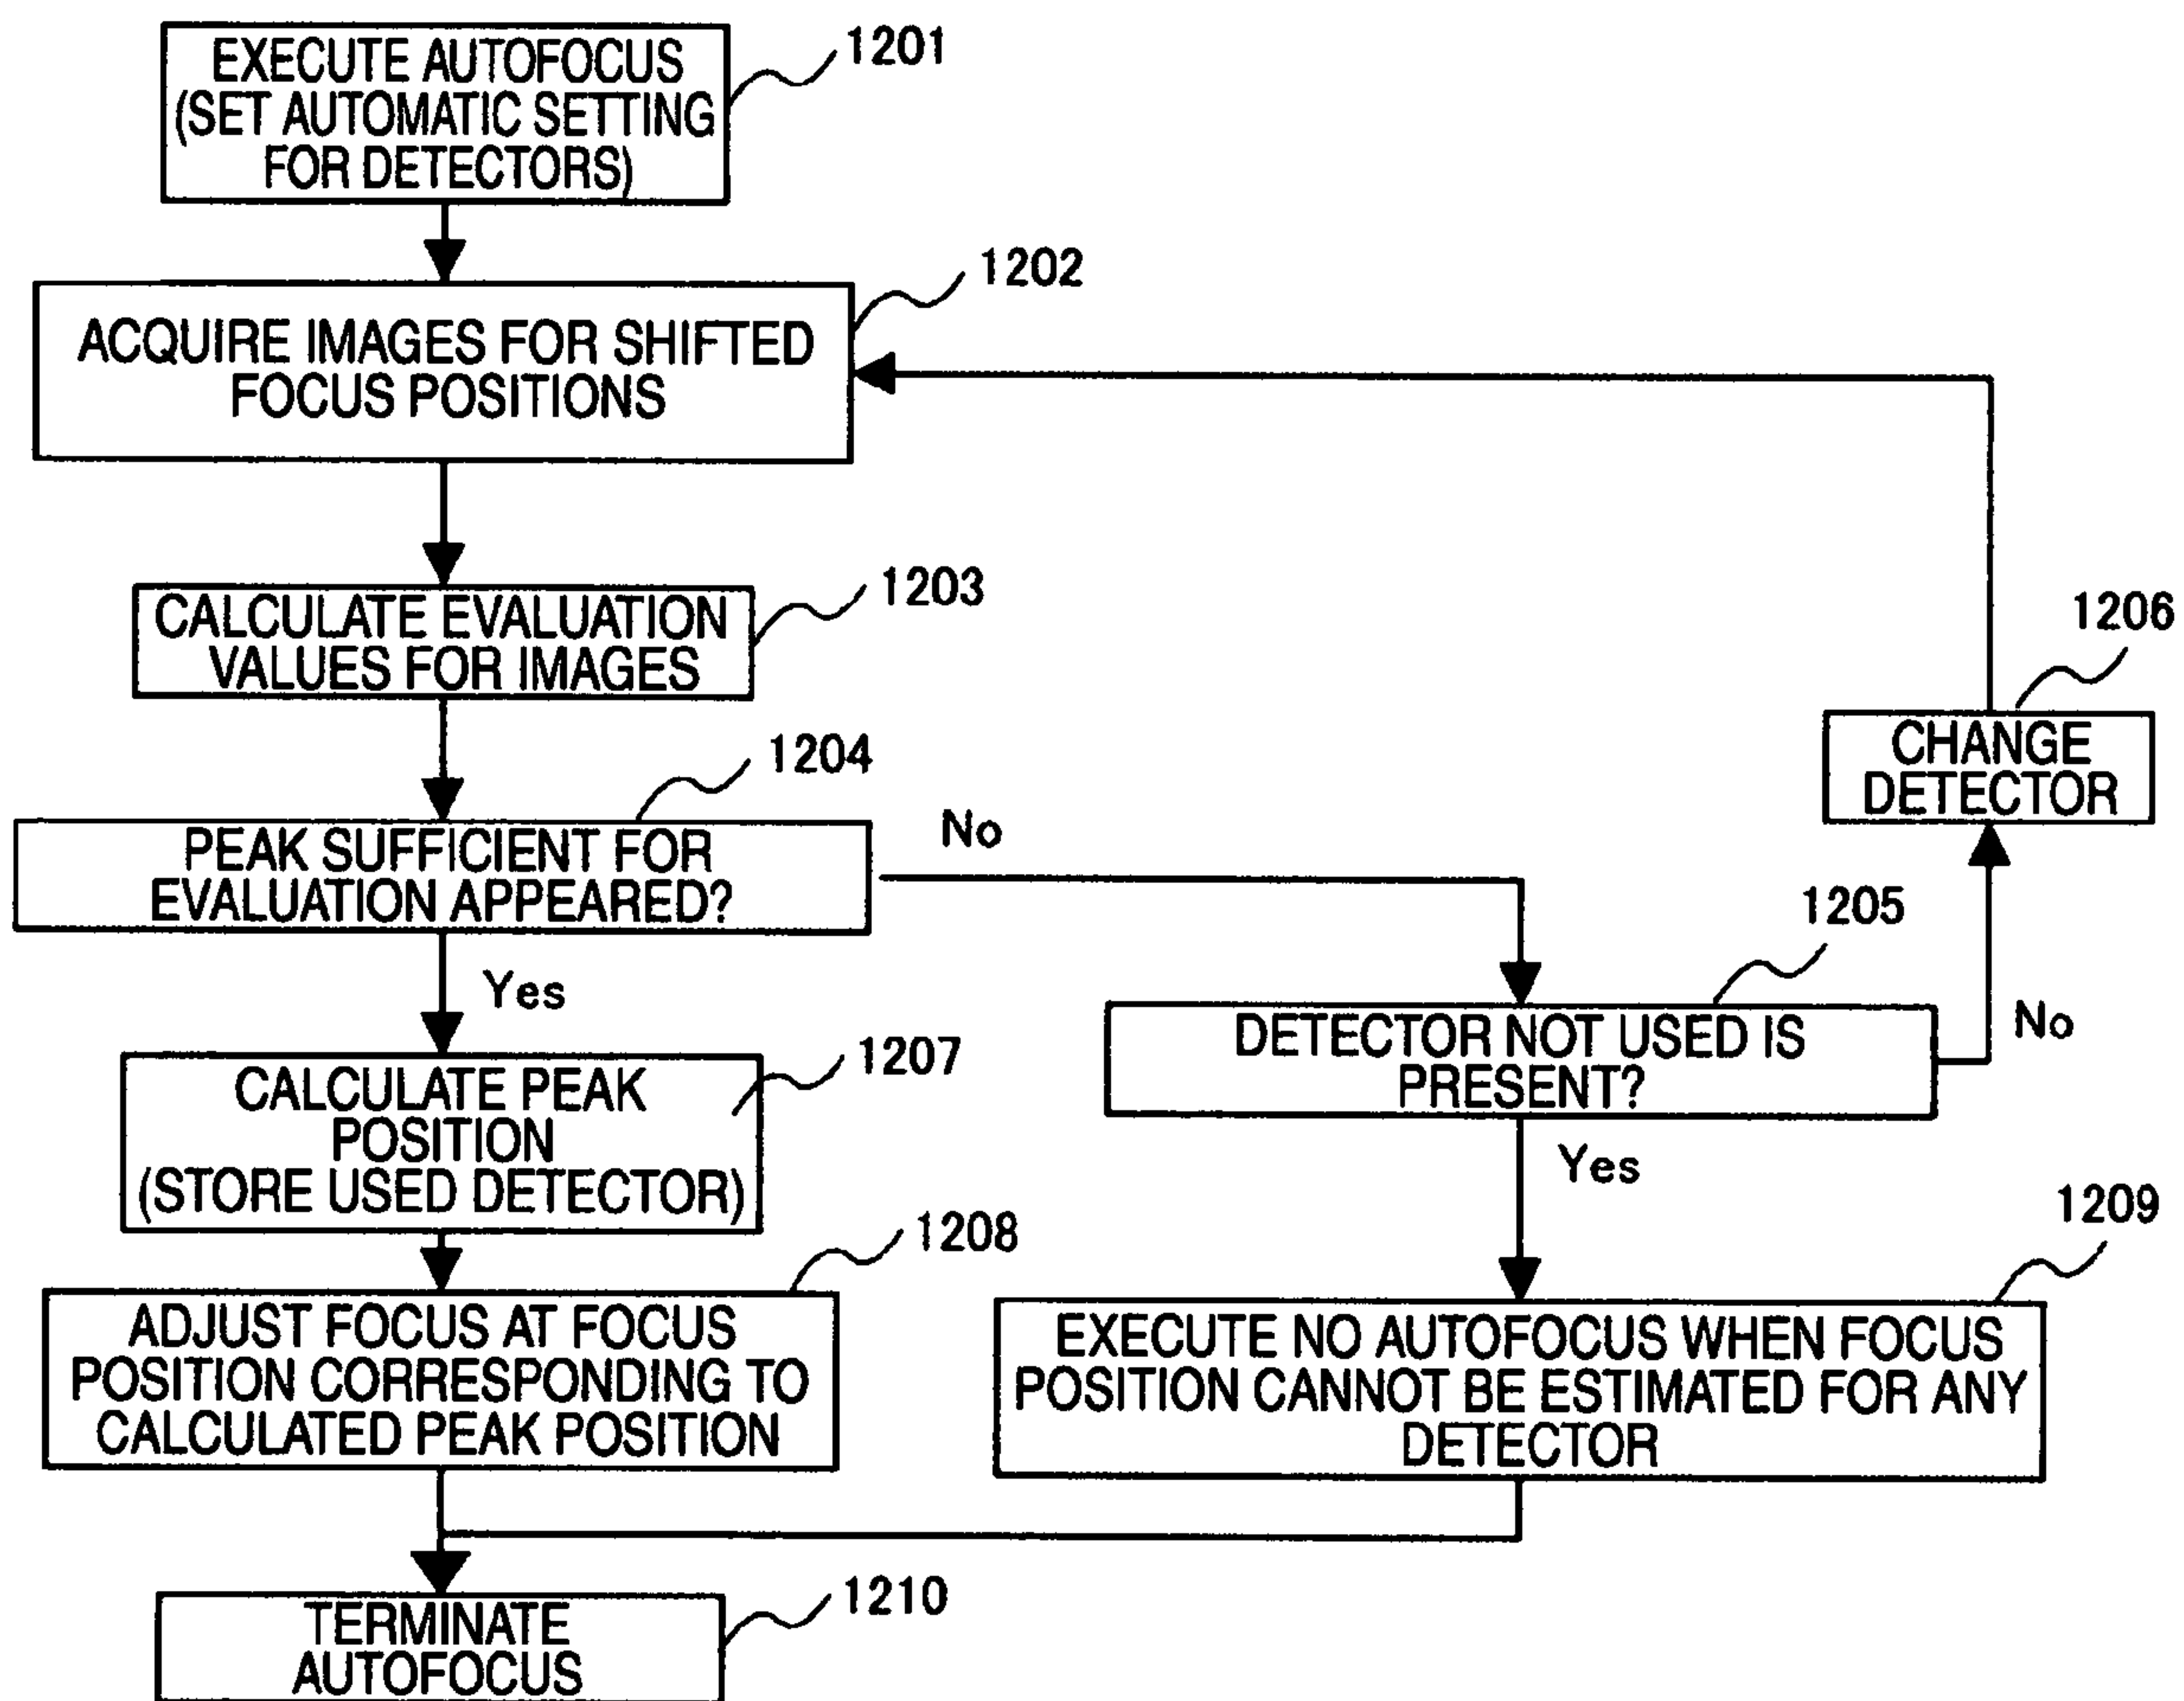 EXECUTE AUTOFOCUS
(SET AUTOMATIC SETTING
FOR DETECTORS)
1201
ACQUIRE IMAGES FOR SHIFTED
FOCUS POSITIONS
1202
CALCULATE EVALUATION
VALUES FOR IMAGES
1203
PEAK SUFFICIENT FOR
EVALUATION APPEARED?
1204
No
Yes
DETECTOR NOT USED IS
PRESENT?
1205
No
Yes
CHANGE
DETECTOR
1206
CALCULATE PEAK
POSITION
(STORE USED DETECTOR)
1207
ADJUST FOCUS AT FOCUS
POSITION CORRESPONDING TO
CALCULATED PEAK POSITION
1208
EXECUTE NO AUTOFOCUS WHEN FOCUS
POSITION CANNOT BE ESTIMATED FOR ANY
DETECTOR
1209
TERMINATE
AUTOFOCUS
1210